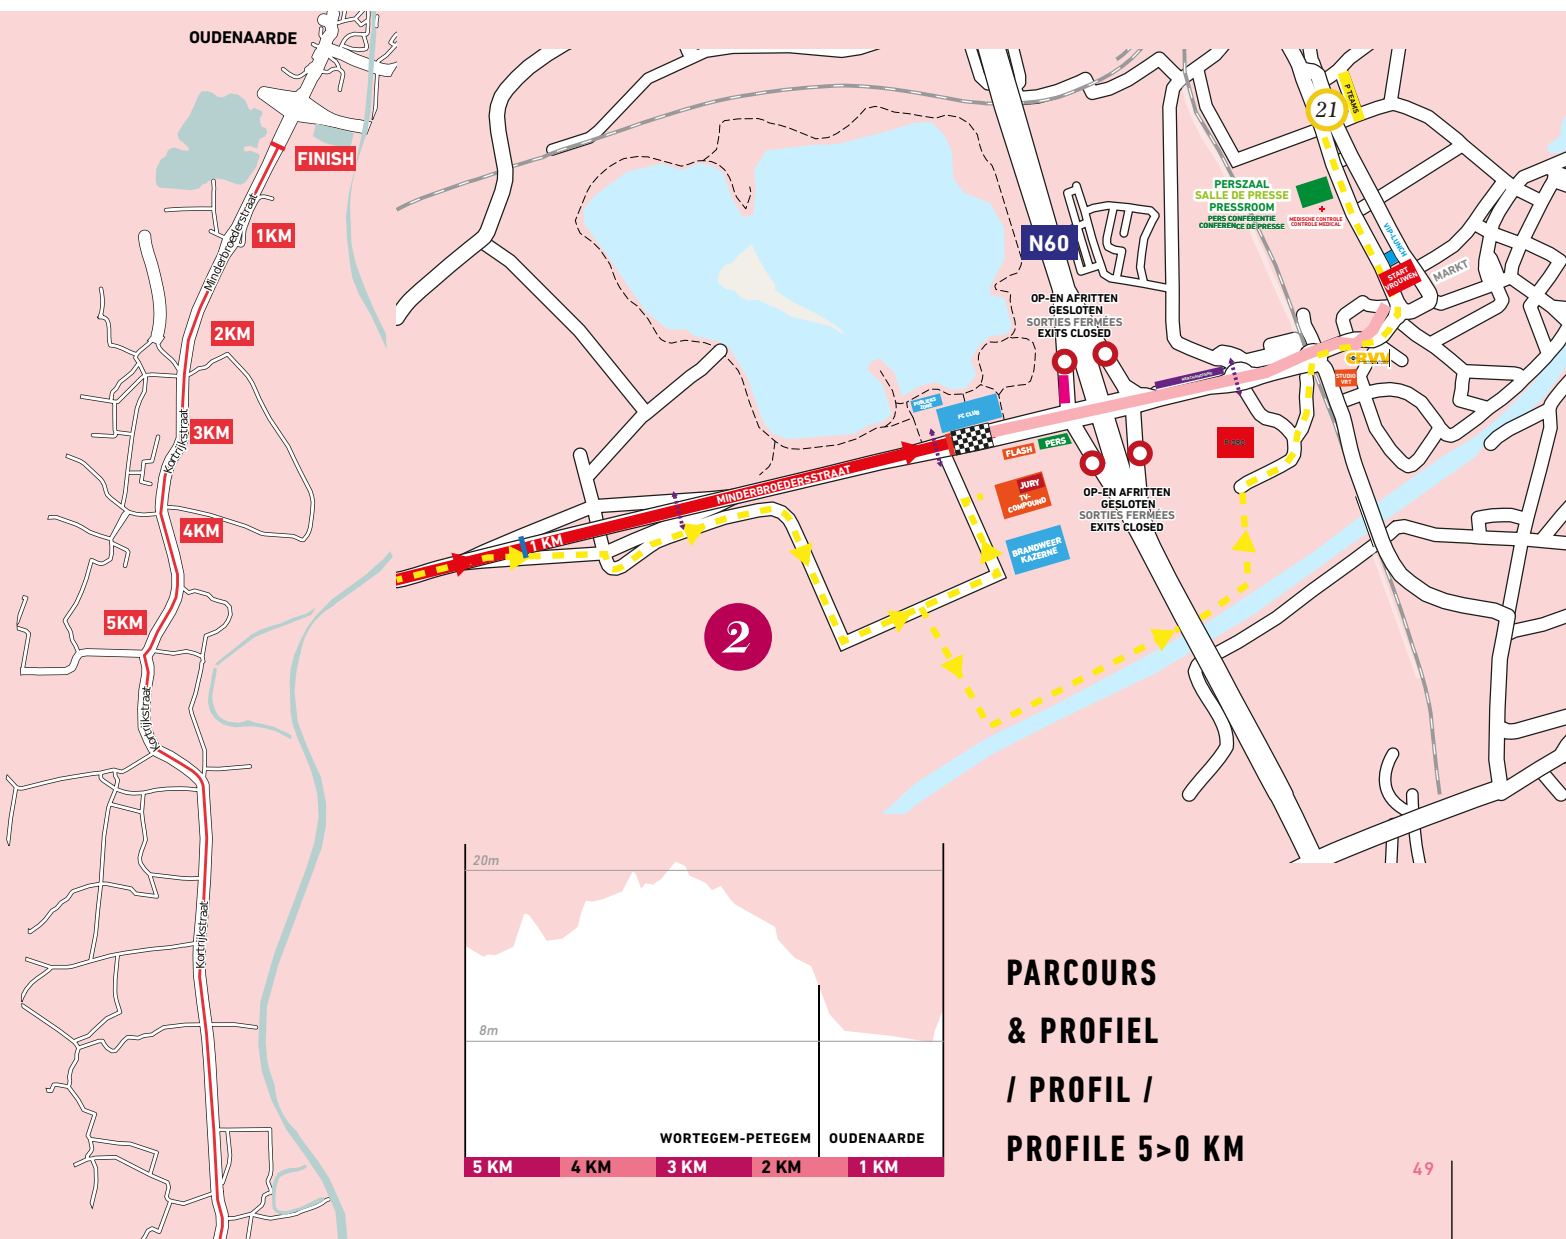 OUDENAARDE
FINISH
1KM
Minderbroederstraat
2KM
3KM
Kortrijkstraat
4KM
5KM
Kortrijkstraat
Kortrijkstraat
21
P TEAMS
PERSZAAL
SALLE DE PRESSE
PRESSROOM
PERS CONFERENTIE
CONFERENCE DE PRESSE
MEDISCHE CONTROLE
CONTROLE MEDICAL
VIP-LUNCH
START
VROUWEN
MARKT
N60
OP-EN AFRITTEN
GESLOTEN
SORTIES FERMÉES
EXITS CLOSED
CRVV
STUDIO
VRT
PUBLIEKS
ZONE
FC CLUB
FLASH
PERS
MINDERBROEDERSSTRAAT
JURY
TV-
COMPOUND
OP-EN AFRITTEN
GESLOTEN
SORTIES FERMÉES
EXITS CLOSED
1 KM
BRANDWEER
KAZERNE
2
20m
8m
WORTEGEM-PETEGEM
OUDENAARDE
5 KM
4 KM
3 KM
2 KM
1 KM
PARCOURS
& PROFIEL
/ PROFIL /
PROFILE 5>0 KM
49